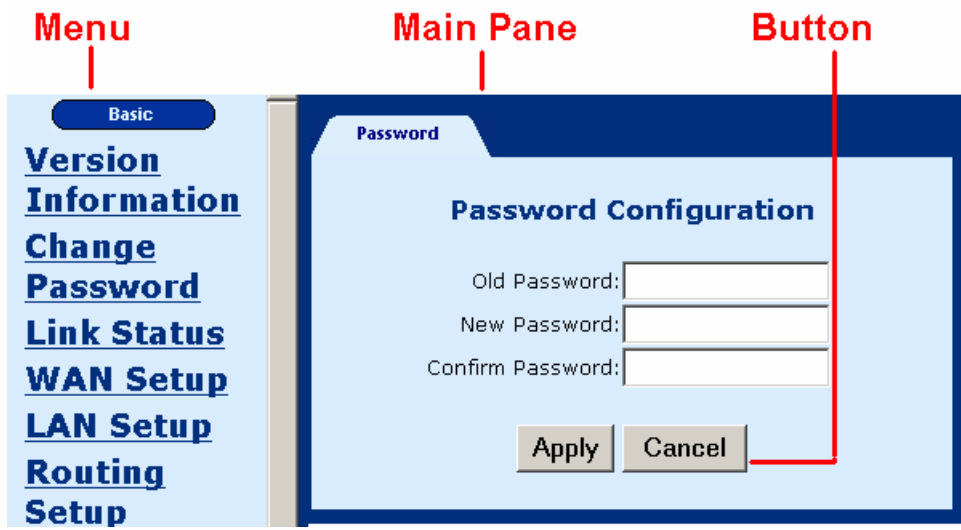 Menu Main Pane Button
Basic
Version
Information
Change
Password
Link Status
WAN Setup
LAN Setup
Routing
Setup
Password
Password Configuration
Old Password:
New Password:
Confirm Password:
Apply Cancel